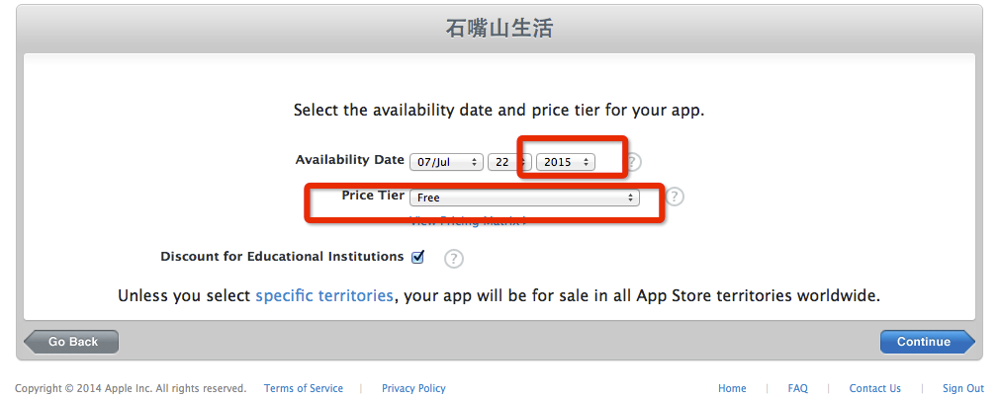 石嘴山生活
Select the availability date and price tier for your app.
Availability Date 07/Jul 22 2015 ?
Price Tier Free ?
View Pricing Matrix
Discount for Educational Institutions ?
Unless you select specific territories, your app will be for sale in all App Store territories worldwide.
Go Back Continue
Copyright © 2014 Apple Inc. All rights reserved. Terms of Service | Privacy Policy Home | FAQ | Contact Us | Sign Out